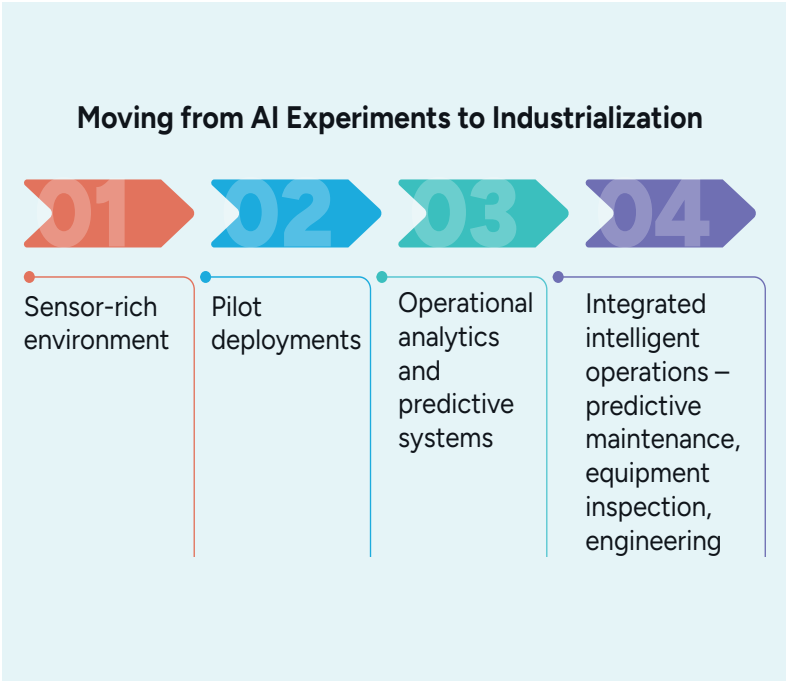 Moving from AI Experiments to Industrialization
01
02
03
04
Sensor-rich
environment
Pilot
deployments
Operational
analytics
and
predictive
systems
Integrated
intelligent
operations –
predictive
maintenance,
equipment
inspection,
engineering